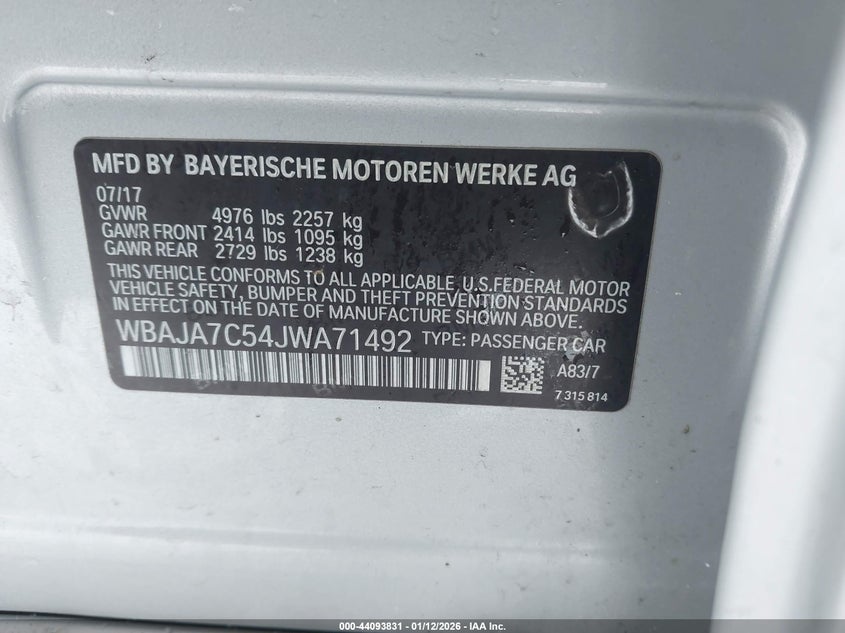 MFD BY BAYERISCHE MOTOREN WERKE AG
07/17
GVWR 4976 lbs 2257 kg
GAWR FRONT 2414 lbs 1095 kg
GAWR REAR 2729 lbs 1238 kg
THIS VEHICLE CONFORMS TO ALL APPLICABLE U.S.FEDERAL MOTOR
VEHICLE SAFETY, BUMPER AND THEFT PREVENTION STANDARDS
IN EFFECT ON THE DATE OF MANUFACTURE SHOWN ABOVE.
WBAJA7C54JWA71492 TYPE: PASSENGER CAR
A83/7
7 315 814
000-44093831 - 01/12/2026 - IAA Inc.